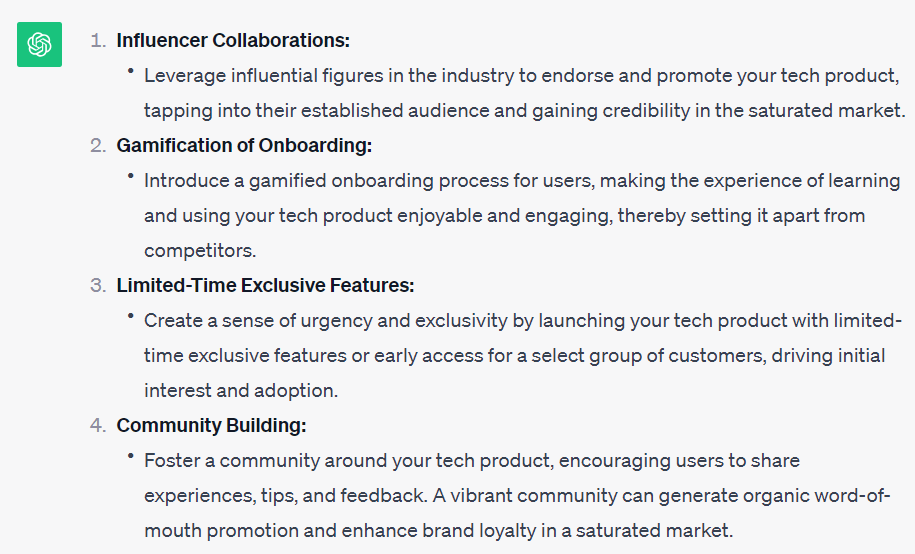 1. Influencer Collaborations:
• Leverage influential figures in the industry to endorse and promote your tech product,
tapping into their established audience and gaining credibility in the saturated market.
2. Gamification of Onboarding:
• Introduce a gamified onboarding process for users, making the experience of learning
and using your tech product enjoyable and engaging, thereby setting it apart from
competitors.
3. Limited-Time Exclusive Features:
• Create a sense of urgency and exclusivity by launching your tech product with limited-
time exclusive features or early access for a select group of customers, driving initial
interest and adoption.
4. Community Building:
• Foster a community around your tech product, encouraging users to share
experiences, tips, and feedback. A vibrant community can generate organic word-of-
mouth promotion and enhance brand loyalty in a saturated market.